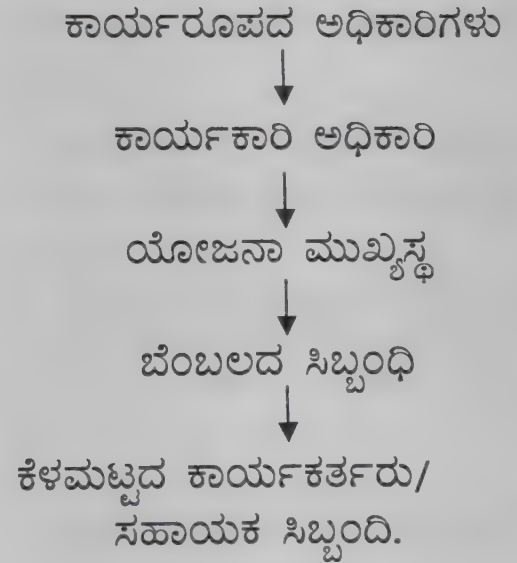 ಕಾರ್ಯರೂಪದ ಅಧಿಕಾರಿಗಳು
ಕಾರ್ಯಕಾರಿ ಅಧಿಕಾರಿ
ಯೋಜನಾ ಮುಖ್ಯಸ್ಥ
ಬೆಂಬಲದ ಸಿಬ್ಬಂಧಿ
ಕೆಳಮಟ್ಟದ ಕಾರ್ಯಕರ್ತರು/
ಸಹಾಯಕ ಸಿಬ್ಬಂದಿ.